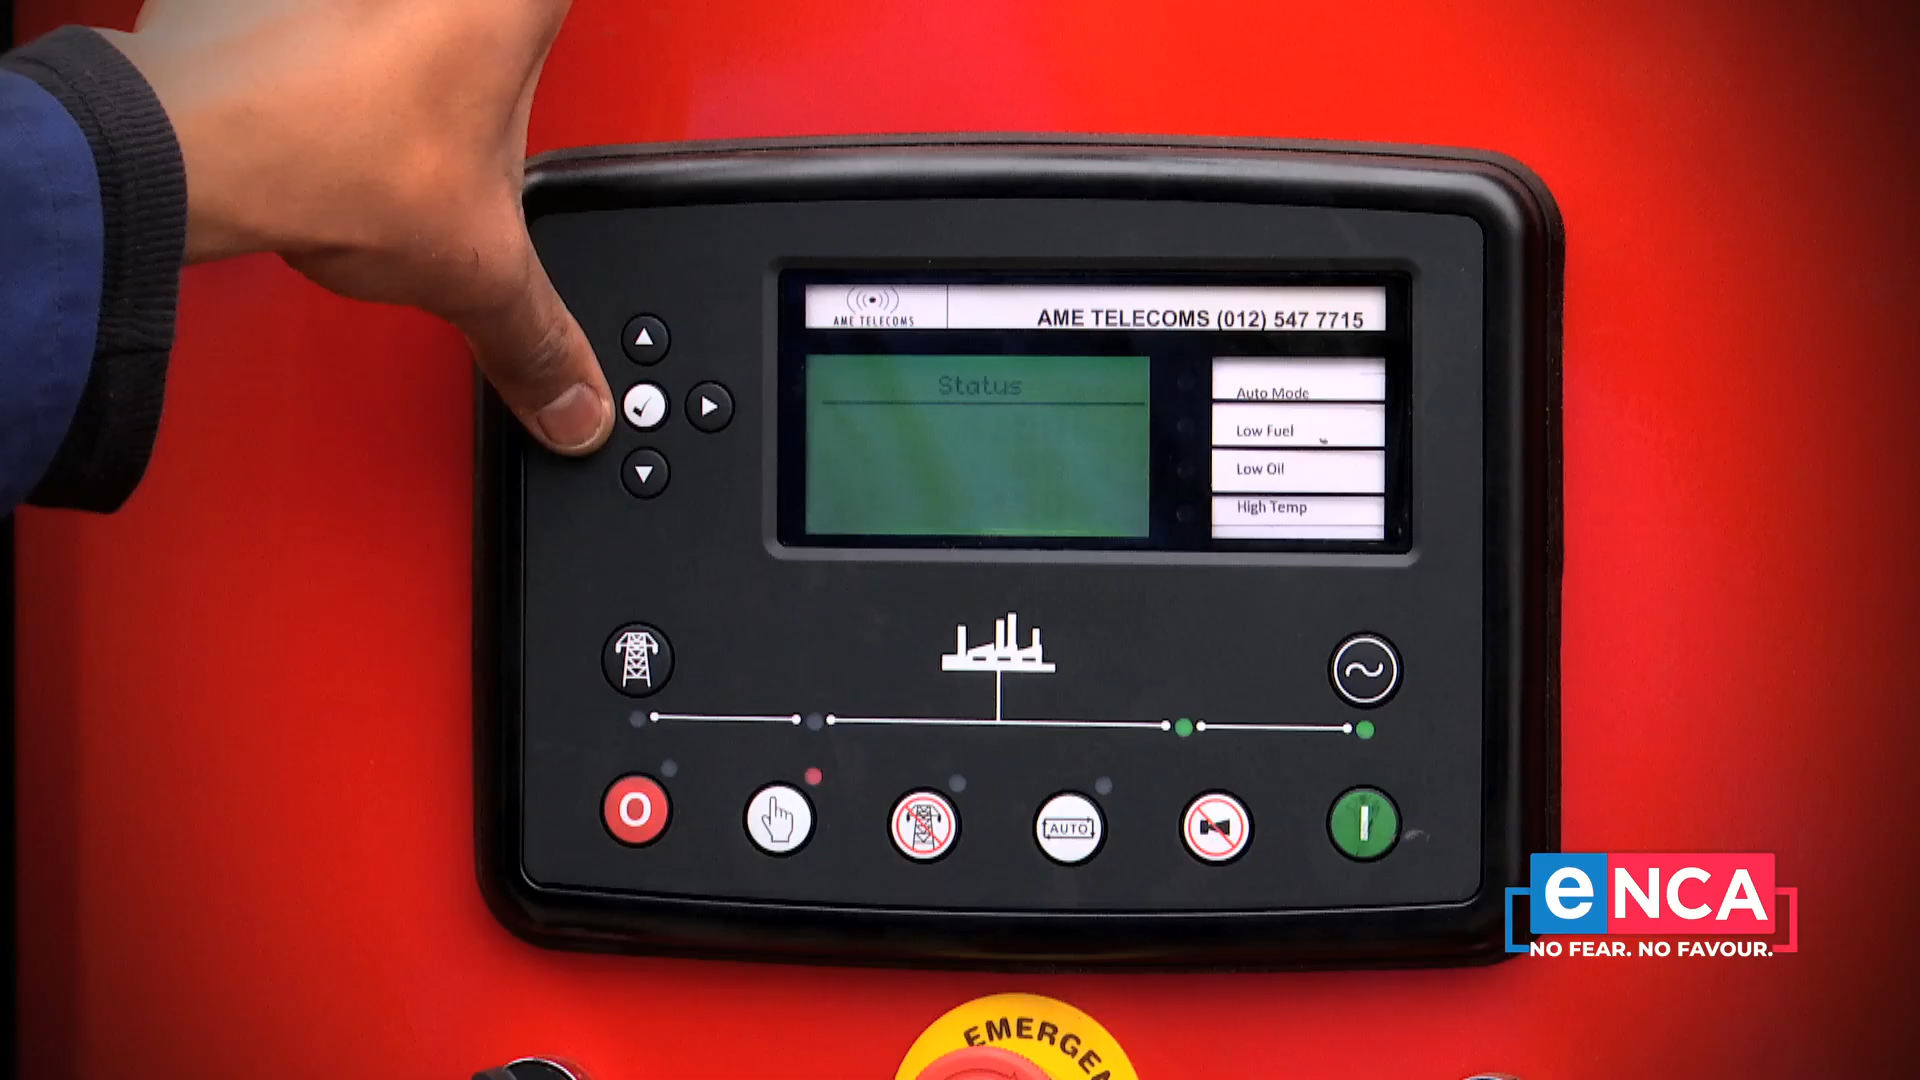 AME TELECOMS
AME TELECOMS (012) 547 7715
Status
Auto Mode
Low Fuel
Low Oil
High Temp
O
AUTO
I
eNCA
NO FEAR. NO FAVOUR.
EMERGEN